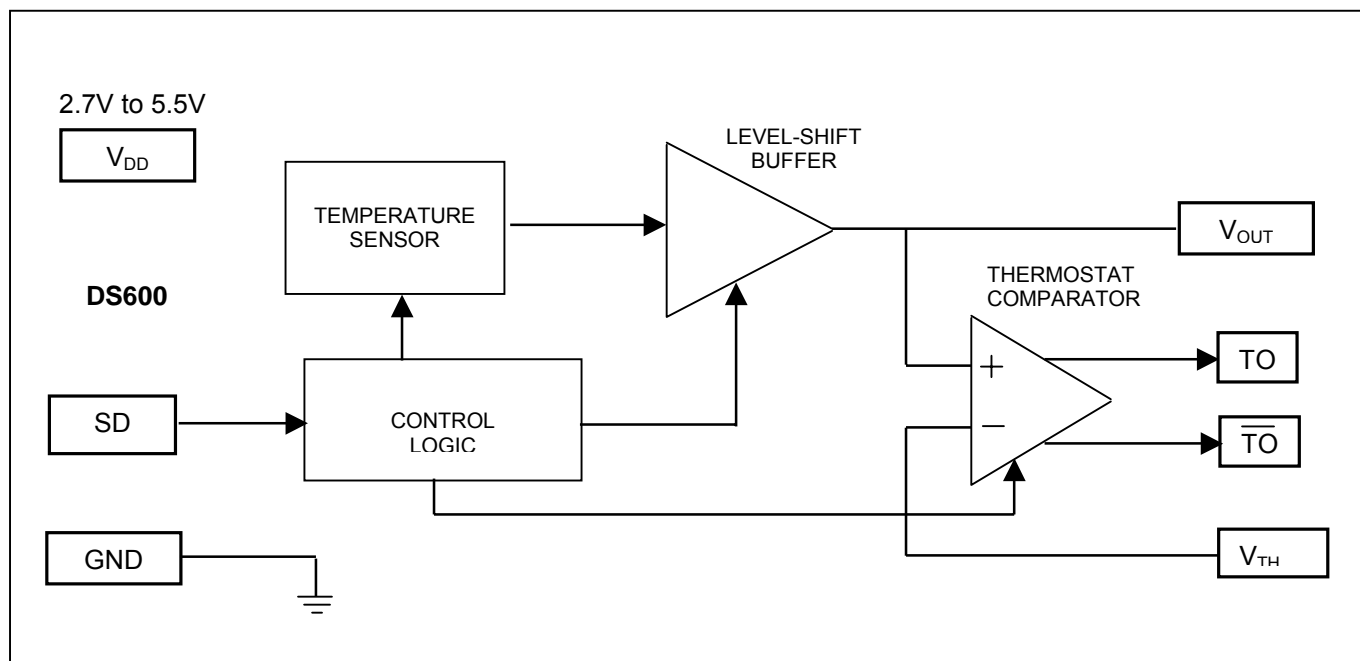 2.7V to 5.5V
VDD
LEVEL-SHIFT
BUFFER
TEMPERATURE
SENSOR
VOUT
DS600
THERMOSTAT
COMPARATOR
+
TO
SD
CONTROL
LOGIC
−
T̅O̅
GND
VTH